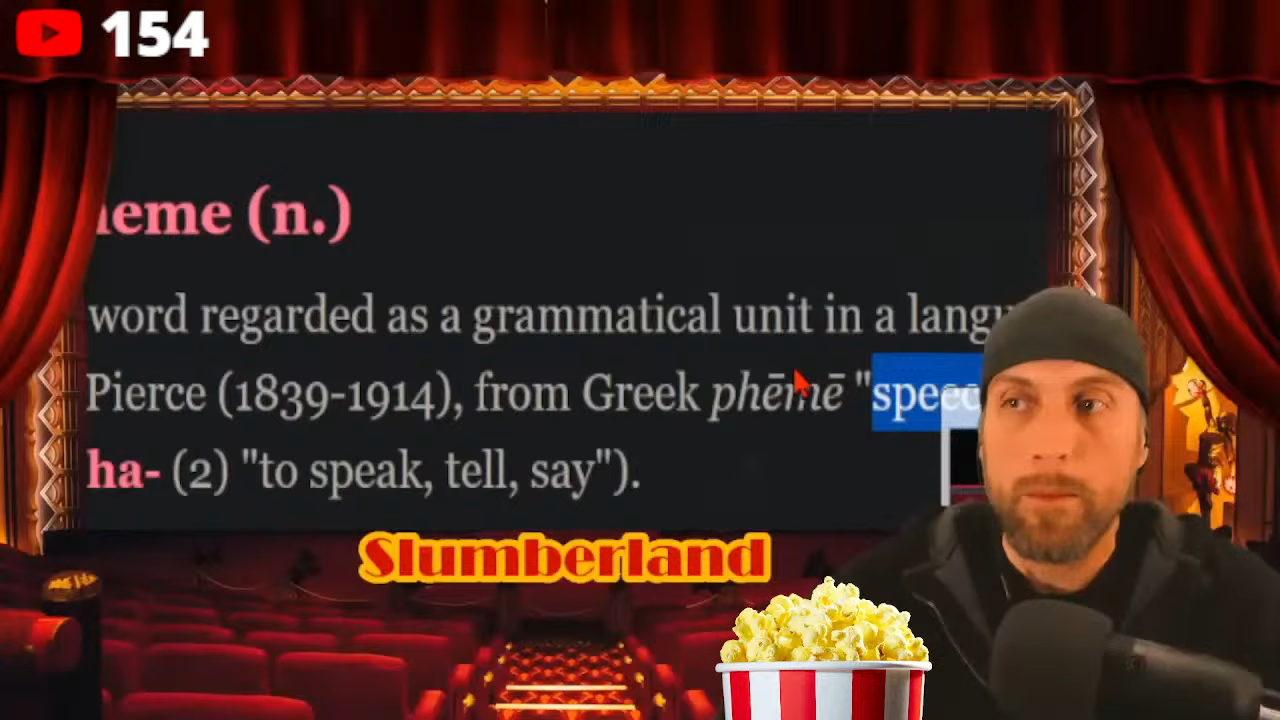 154
heme (n.)
word regarded as a grammatical unit in a langu
Pierce (1839-1914), from Greek phēmē "speec
ha- (2) "to speak, tell, say").
Slumberland